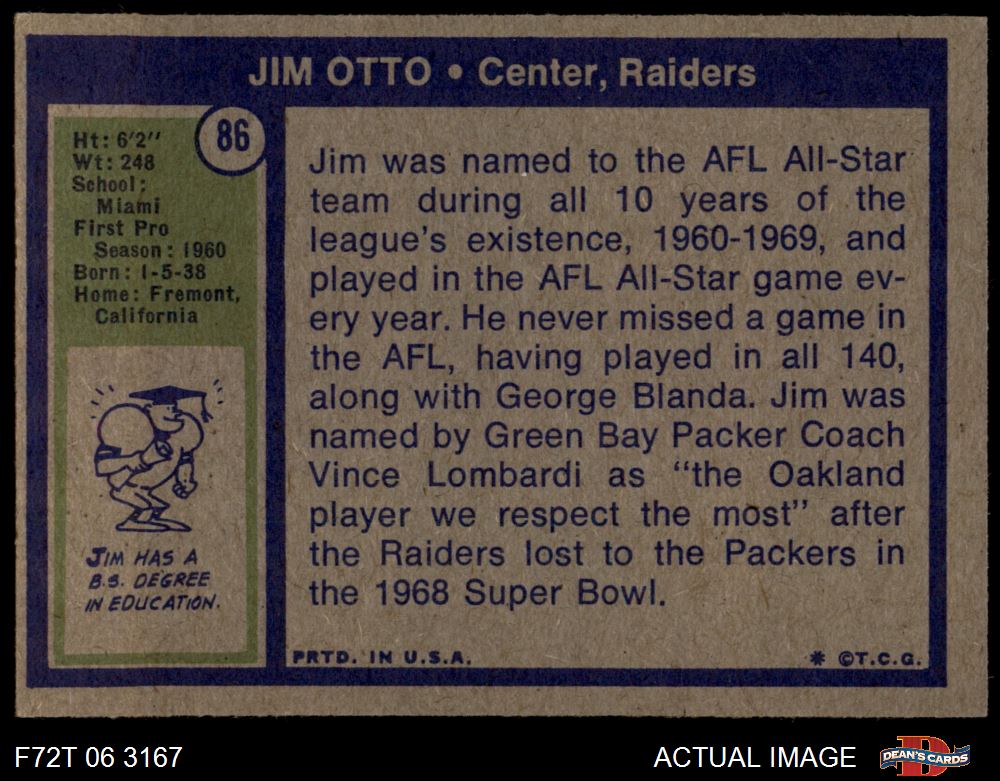 JIM OTTO • Center, Raiders
86
Ht: 6'2''
Wt: 248
School:
Miami
First Pro
Season: 1960
Born: 1-5-38
Home: Fremont,
California
JIM HAS A
B.S. DEGREE
IN EDUCATION.
Jim was named to the AFL All-Star
team during all 10 years of the
league's existence, 1960-1969, and
played in the AFL All-Star game ev-
ery year. He never missed a game in
the AFL, having played in all 140,
along with George Blanda. Jim was
named by Green Bay Packer Coach
Vince Lombardi as “the Oakland
player we respect the most” after
the Raiders lost to the Packers in
the 1968 Super Bowl.
PRTD. IN U.S.A.
* ©T.C.G.
F72T 06 3167
ACTUAL IMAGE
D
DEAN'S CARDS